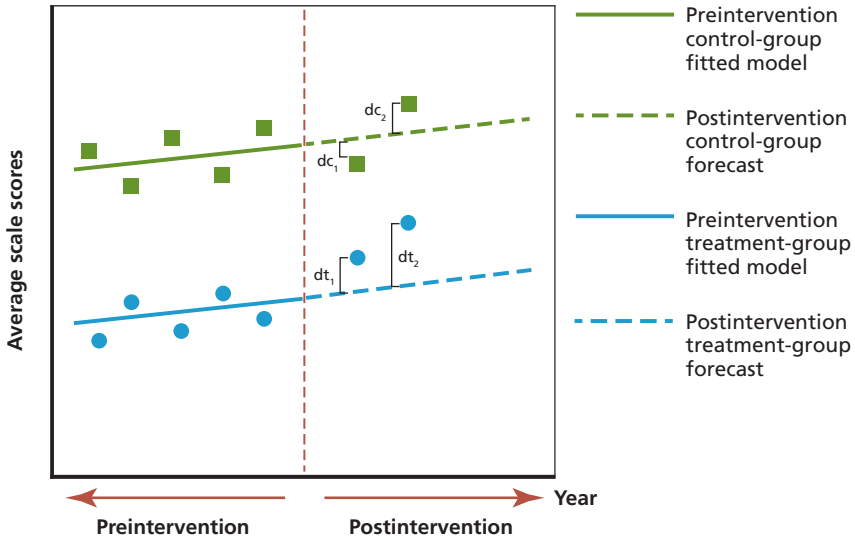 Preintervention
control-group
fitted model
Postintervention
control-group
forecast
Preintervention
treatment-group
fitted model
Postintervention
treatment-group
forecast
Average scale scores
dc2
dc1
dt1
dt2
Year
Preintervention
Postintervention